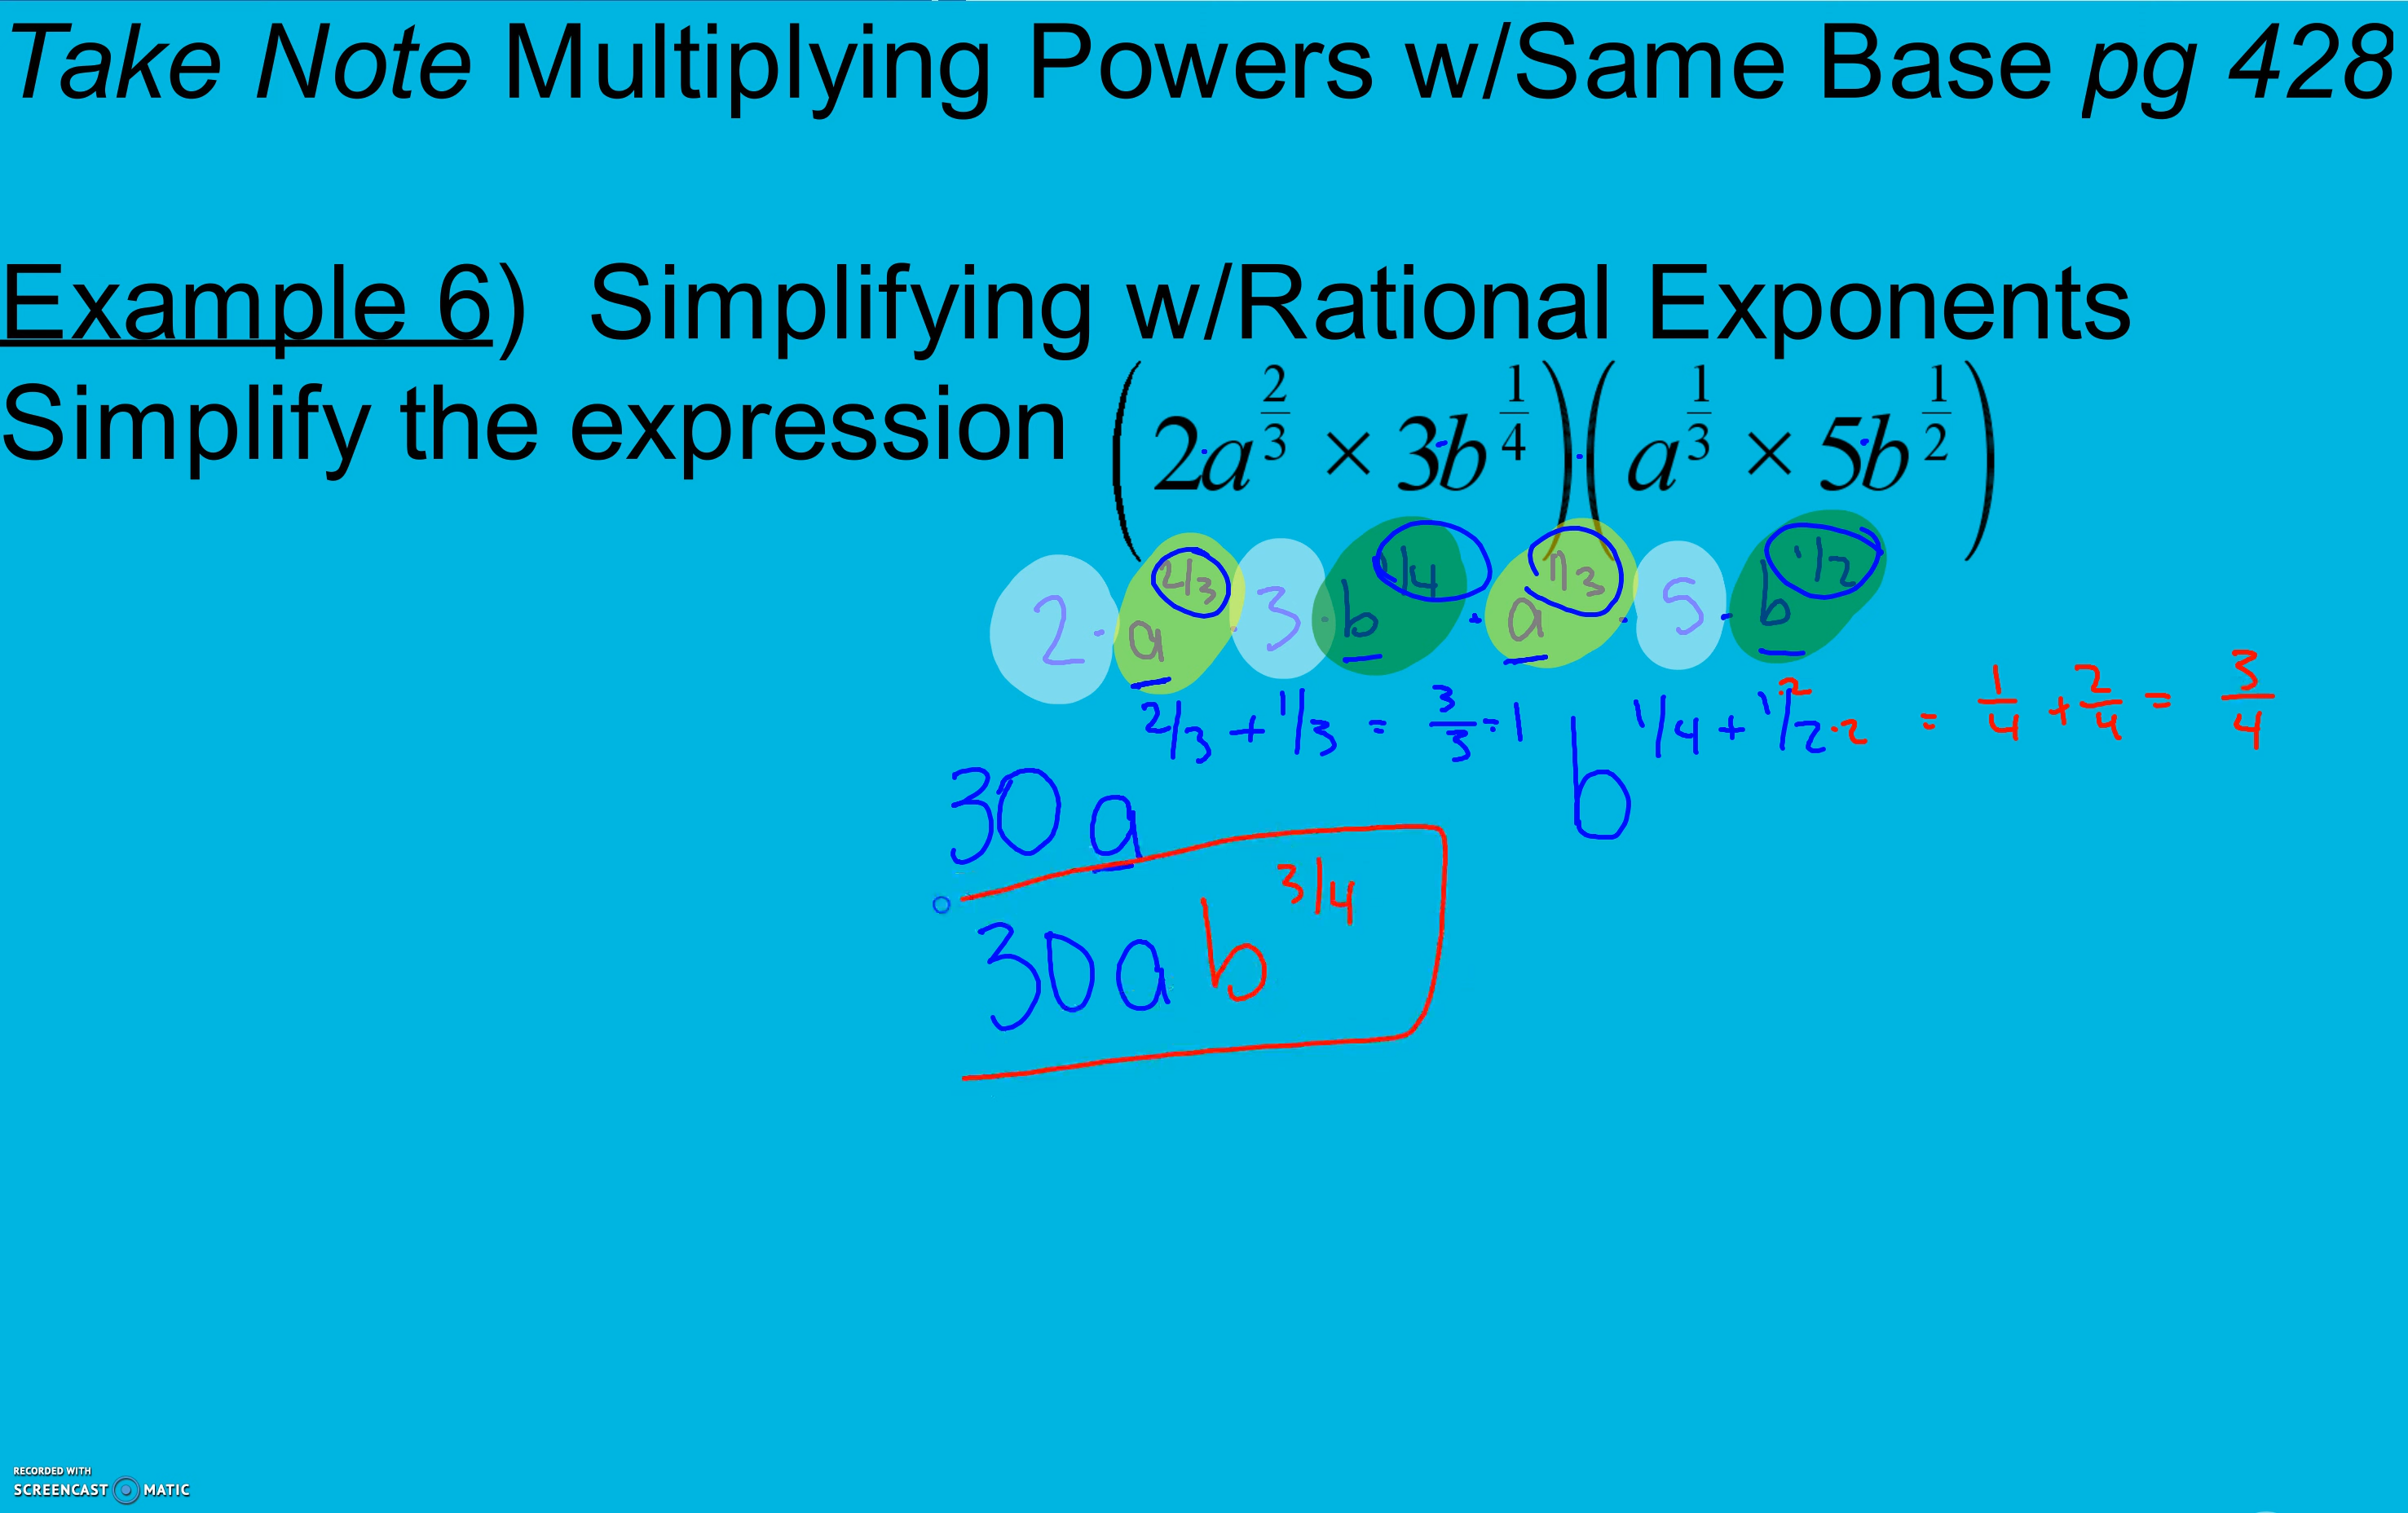 Take Note Multiplying Powers w/Same Base pg 428
Example 6) Simplifying w/Rational Exponents
Simplify the expression (2a^{2/3} × 3b^{1/4}) · (a^{1/3} × 5b^{1/2})
2 · a^{2/3} · 3 · b^{1/4} · a^{1/3} · 5 · b^{1/2}
2/3 + 1/3 = 3/3 = 1 b^{1/4 + 1/2 ·2/·2} = 1/4 + 2/4 = 3/4
30 a
30 a b^{3/4}
RECORDED WITH
SCREENCAST MATIC